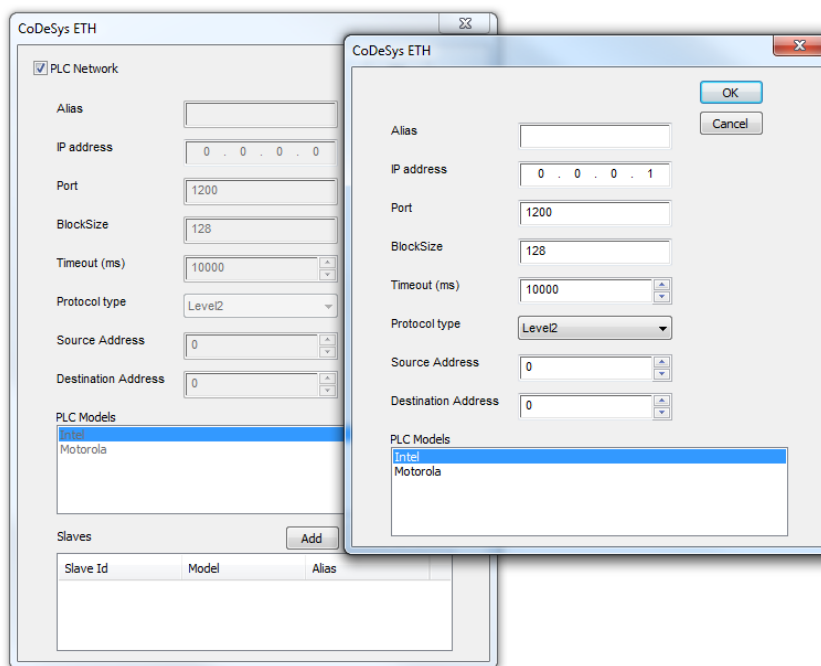 CoDeSys ETH
PLC Network
Alias
IP address
0 . 0 . 0 . 0
Port
1200
BlockSize
128
Timeout (ms)
10000
Protocol type
Level2
Source Address
0
Destination Address
0
PLC Models
Intel
Motorola
Slaves
Add
Slave Id Model Alias
CoDeSys ETH
OK
Cancel
Alias
IP address
0 . 0 . 0 . 1
Port
1200
BlockSize
128
Timeout (ms)
10000
Protocol type
Level2
Source Address
0
Destination Address
0
PLC Models
Intel
Motorola